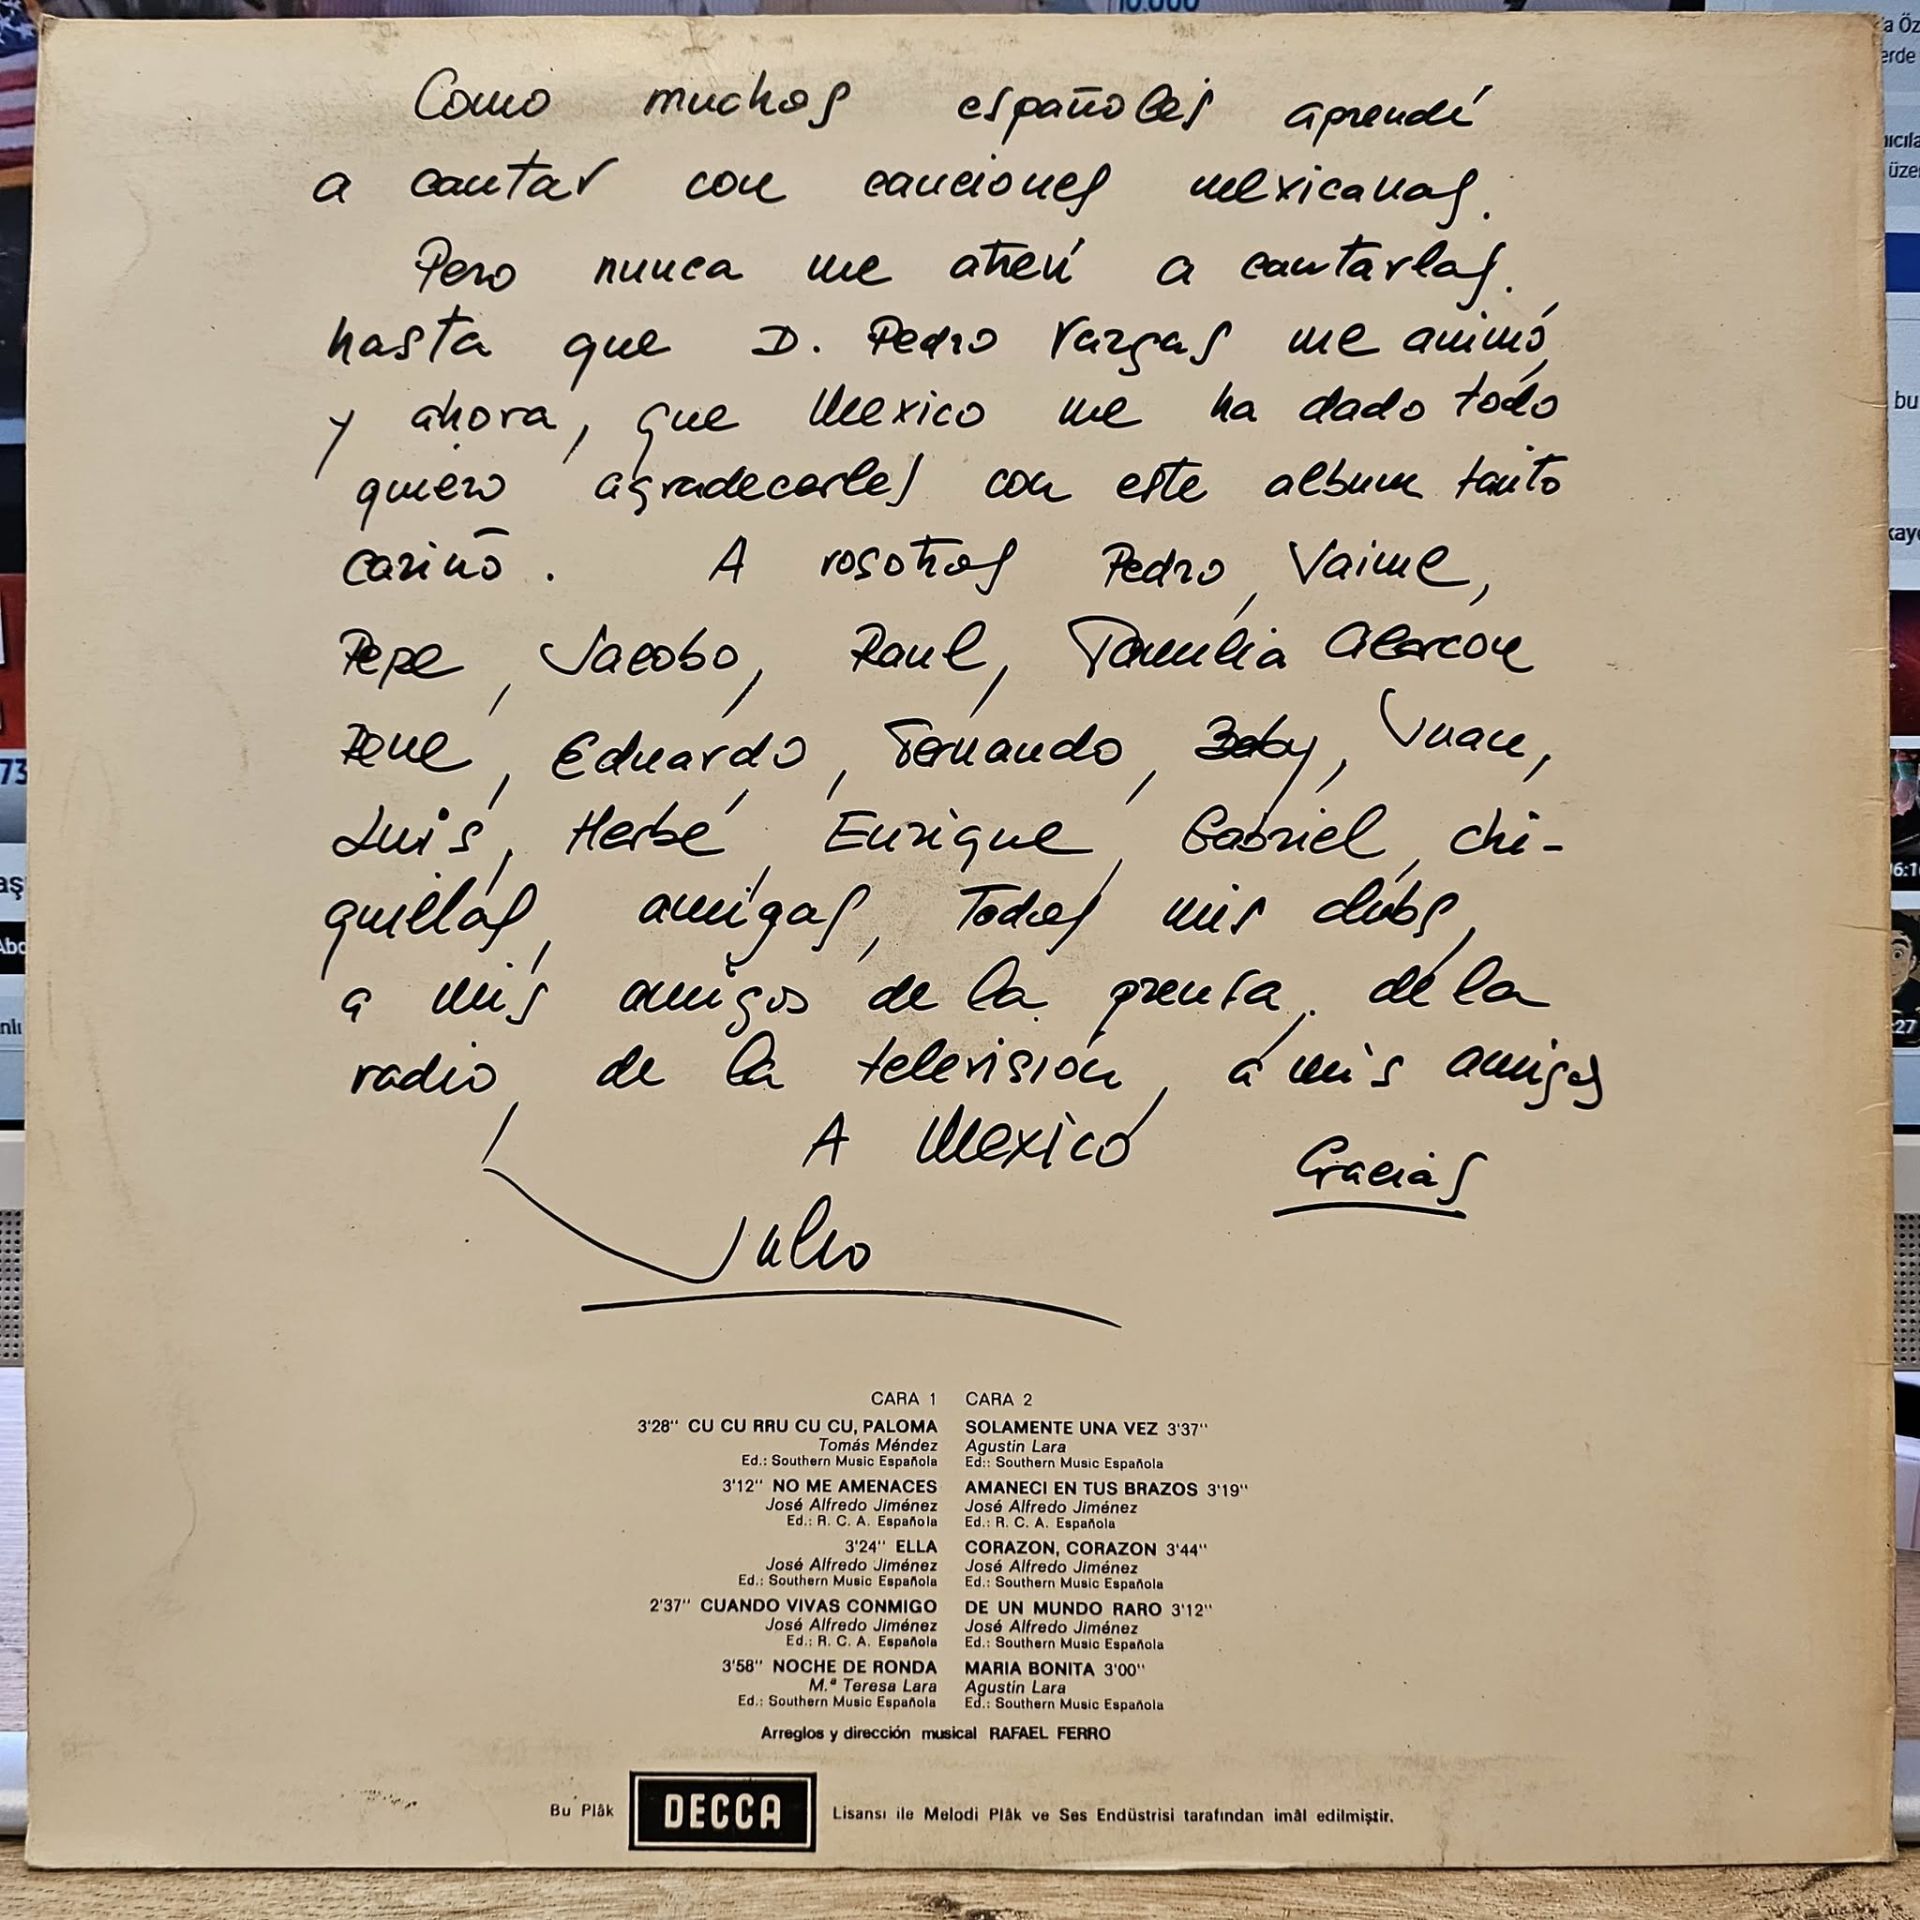 Como muchos españoles aprendí
a cantar con canciones mexicanas.
Pero nunca me atreví a cantarlas.
hasta que D. Pedro Vargas me animó,
y ahora, que Mexico me ha dado todo
quiero agradecerles con este album tanto
cariño. A vosotros Pedro, Jaime,
Pepe, Jacobo, Raul, Familia Alarcon
Rene, Eduardo, Fernando, Beby, Juan,
Luis, Herbé, Enrique, Gabriel, chi-
quillas, amigas, Todos mis clubs,
a mis amigos de la prensa, de la
radio, de la televisión, a mis amigos
A Mexico Gracias
Julio
CARA 1 CARA 2
3'28" CU CU RRU CU CU, PALOMA SOLAMENTE UNA VEZ 3'37"
Tomás Méndez Agustín Lara
Ed.: Southern Music Española Ed:: Southern Music Española
3'12" NO ME AMENACES AMANECI EN TUS BRAZOS 3'19"
José Alfredo Jiménez José Alfredo Jiménez
Ed.: R. C. A. Española Ed.: R. C. A. Española
3'24" ELLA CORAZON, CORAZON 3'44"
José Alfredo Jiménez José Alfredo Jiménez
Ed.: Southern Music Española Ed.: Southern Music Española
2'37" CUANDO VIVAS CONMIGO DE UN MUNDO RARO 3'12"
José Alfredo Jiménez José Alfredo Jiménez
Ed.: R. C. A. Española Ed.: Southern Music Española
3'58" NOCHE DE RONDA MARIA BONITA 3'00"
M.ª Teresa Lara Agustin Lara
Ed.: Southern Music Española Ed.: Southern Music Española
Arreglos y dirección musical RAFAEL FERRO
Bu Plâk DECCA Lisansı ile Melodi Plâk ve Ses Endüstrisi tarafından imâl edilmiştir.
10.000